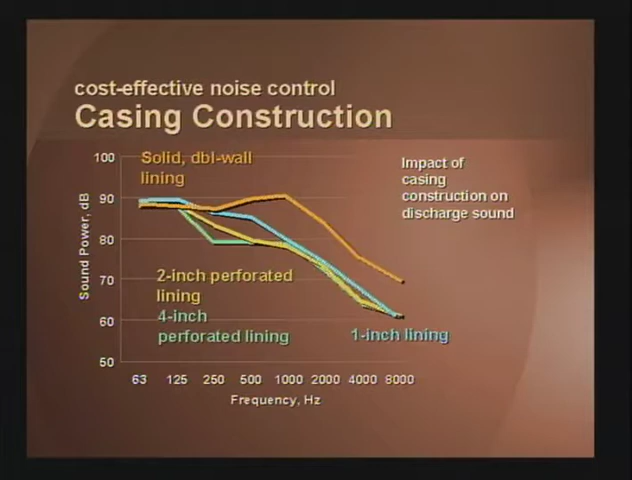 cost-effective noise control
Casing Construction
100
90
80
70
60
50
Sound Power, dB
Solid, dbl-wall
lining
Impact of
casing
construction on
discharge sound
2-inch perforated
lining
4-inch
perforated lining
1-inch lining
63 125 250 500 1000 2000 4000 8000
Frequency, Hz